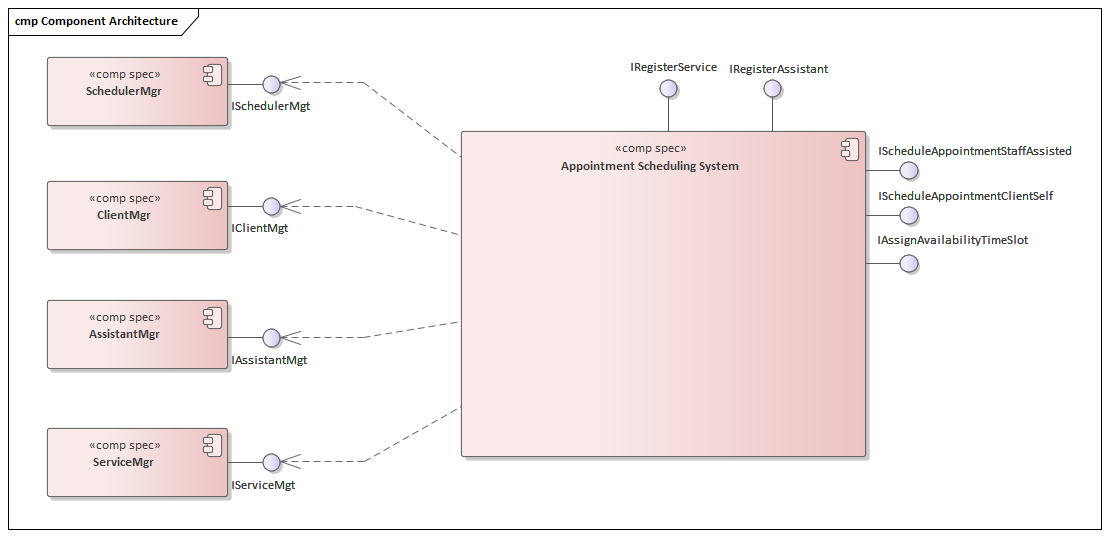 cmp Component Architecture
«comp spec»
SchedulerMgr
ISchedulerMgt
«comp spec»
ClientMgr
IClientMgt
«comp spec»
AssistantMgr
IAssistantMgt
«comp spec»
ServiceMgr
IServiceMgt
IRegisterService
IRegisterAssistant
«comp spec»
Appointment Scheduling System
IScheduleAppointmentStaffAssisted
IScheduleAppointmentClientSelf
IAssignAvailabilityTimeSlot